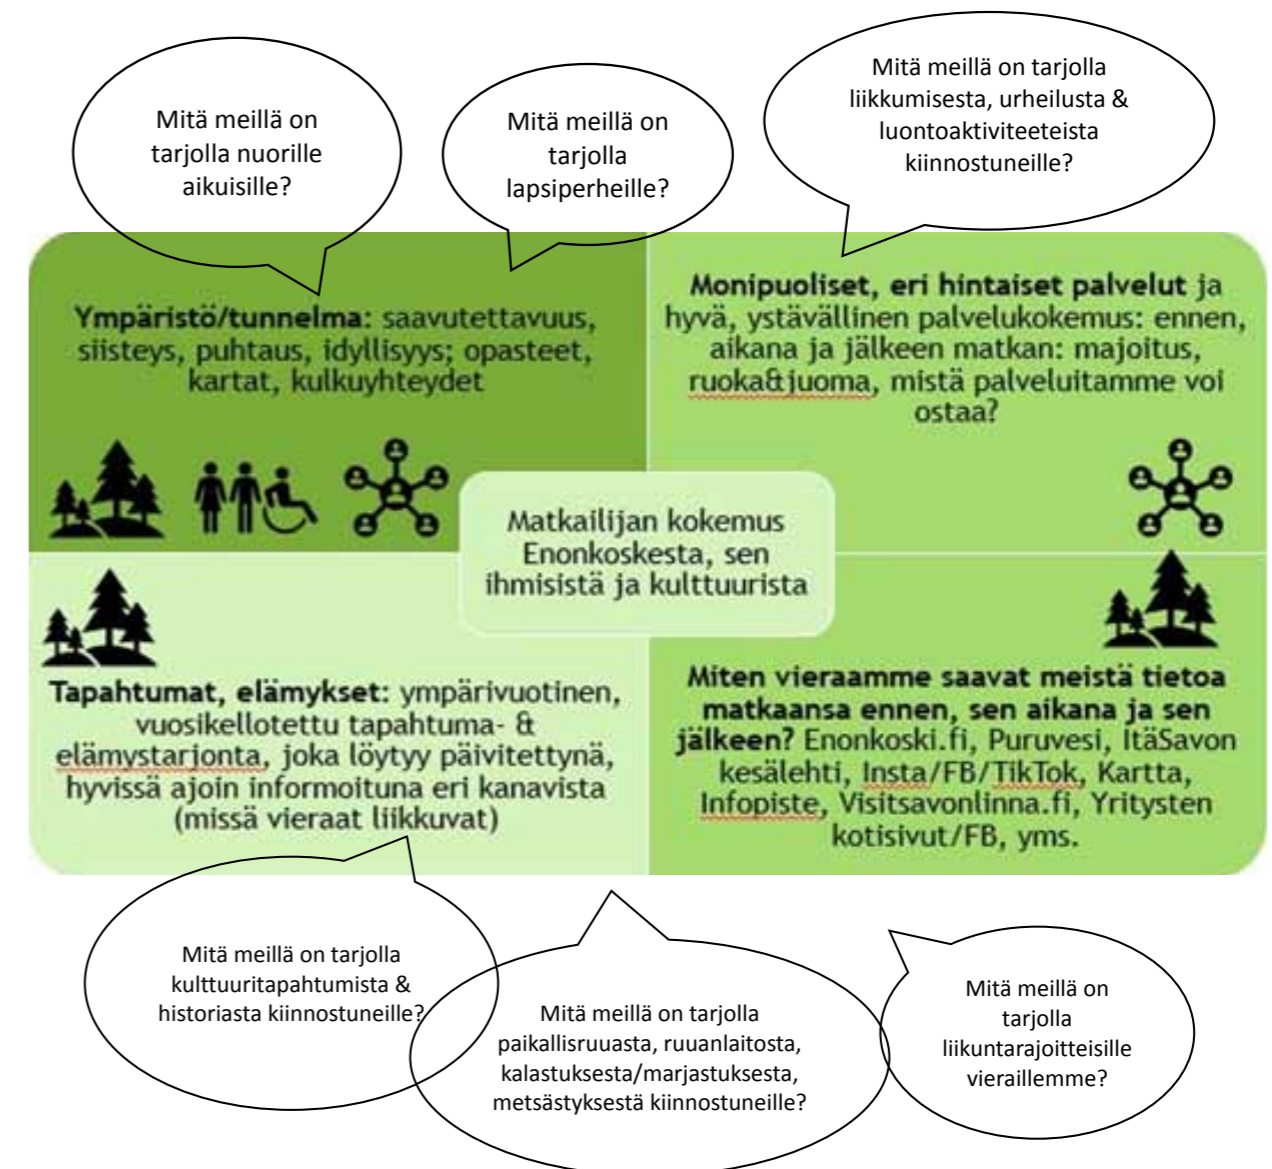 Mitä meillä on
tarjolla nuorille
aikuisille?
Mitä meillä on
tarjolla
lapsiperheille?
Mitä meillä on tarjolla
liikkumisesta, urheilusta &
luontoaktiviteeteista
kiinnostuneille?
Ympäristö/tunnelma: saavutettavuus,
siisteys, puhtaus, idyllisyys; opasteet,
kartat, kulkuyhteydet
Monipuoliset, eri hintaiset palvelut ja
hyvä, ystävällinen palvelukokemus: ennen,
aikana ja jälkeen matkan: majoitus,
ruoka&juoma, mistä palveluitamme voi
ostaa?
Matkailijan kokemus
Enonkoskesta, sen
ihmisistä ja kulttuurista
Tapahtumat, elämykset: ympärivuotinen,
vuosikellotettu tapahtuma- &
elämystarjonta, joka löytyy päivitettynä,
hyvissä ajoin informoituna eri kanavista
(missä vieraat liikkuvat)
Miten vieraamme saavat meistä tietoa
matkaansa ennen, sen aikana ja sen
jälkeen? Enonkoski.fi, Puruvesi, ItäSavon
kesälehti, Insta/FB/TikTok, Kartta,
Infopiste, Visitsavonlinna.fi, Yritysten
kotisivut/FB, yms.
Mitä meillä on tarjolla
kulttuuritapahtumista &
historiasta kiinnostuneille?
Mitä meillä on tarjolla
paikallisruuasta, ruuanlaitosta,
kalastuksesta/marjastuksesta,
metsästyksestä kiinnostuneille?
Mitä meillä on
tarjolla
liikuntarajoitteisille
vieraillemme?